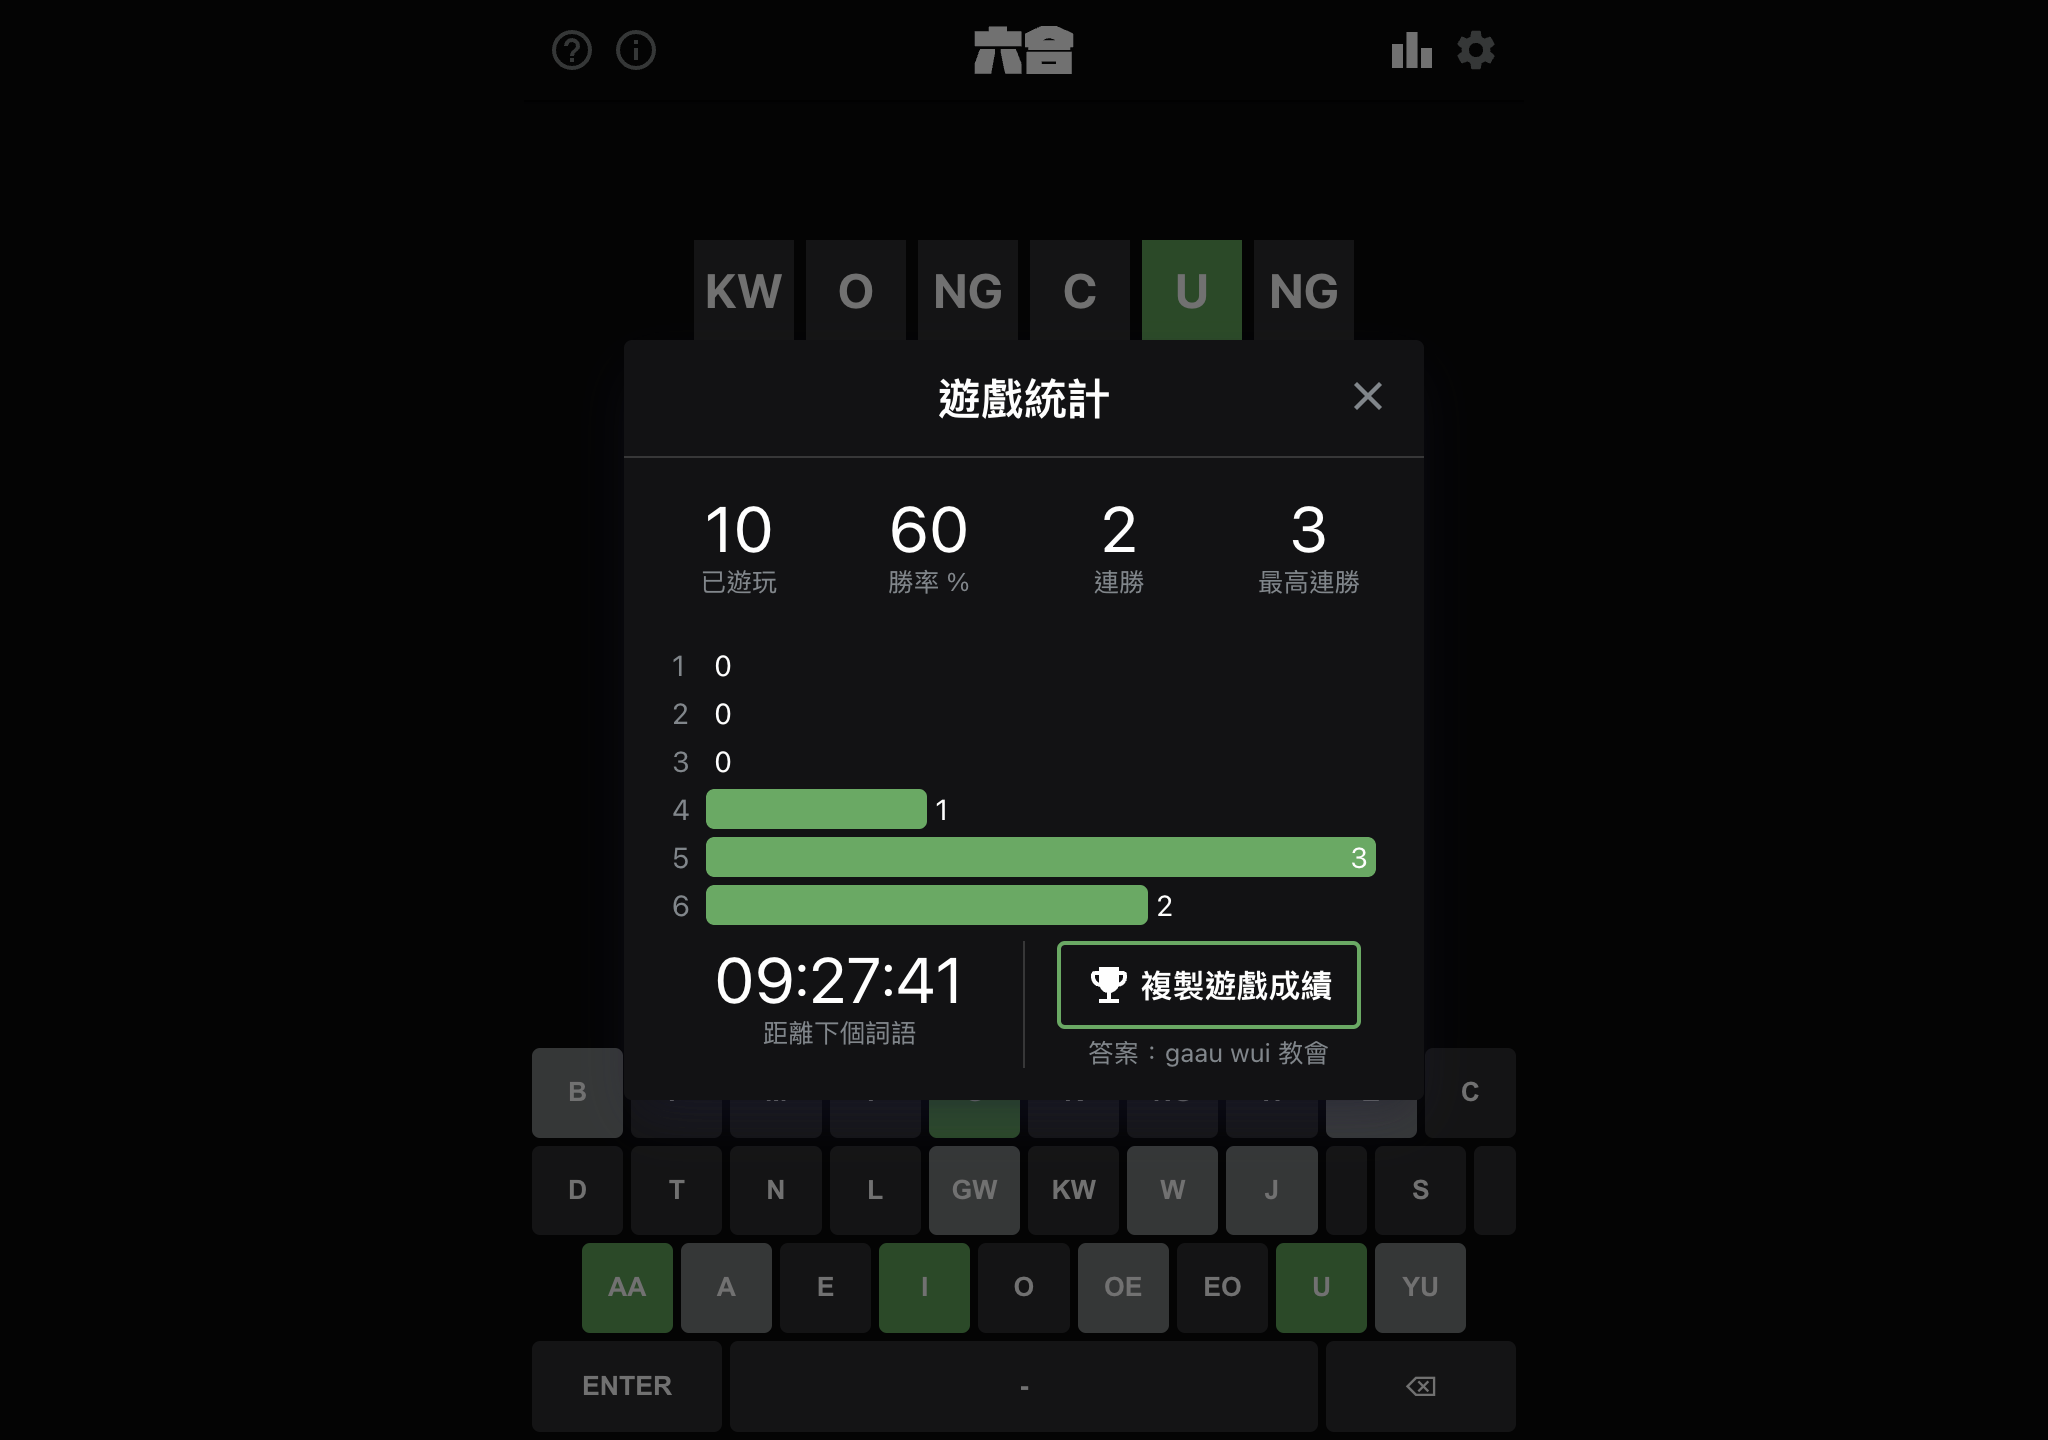 六合
KW O NG C U NG
遊戲統計
10 60 2 3
已遊玩 勝率 % 連勝 最高連勝
1 0
2 0
3 0
4 1
5 3
6 2
09:27:41
距離下個詞語
複製遊戲成績
答案：gaau wui 教會
B C
D T N L GW KW W J S
AA A E I O OE EO U YU
ENTER -